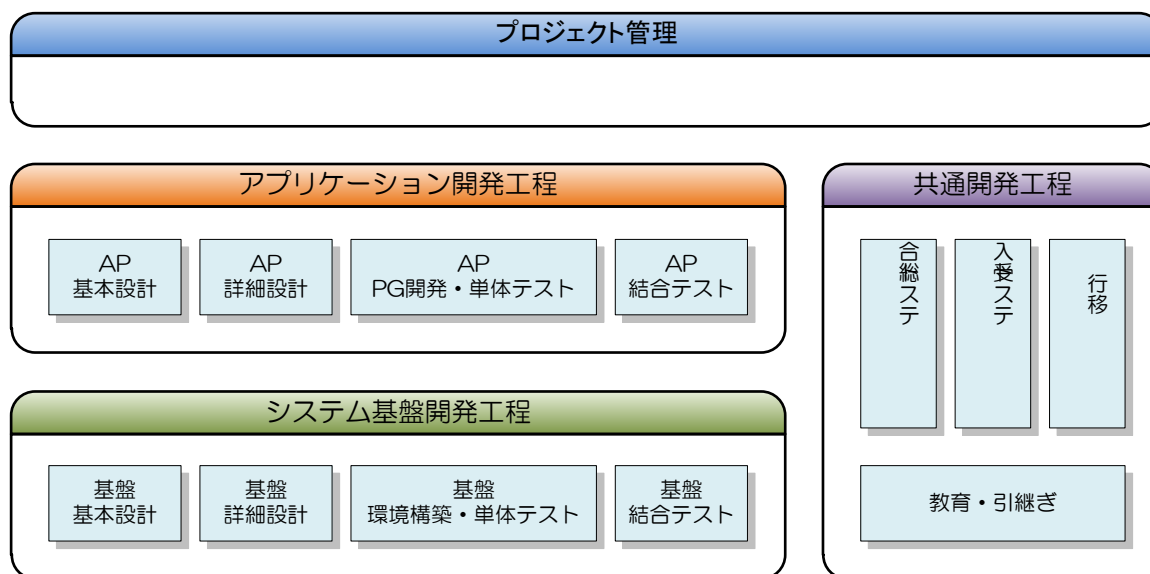 プロジェクト管理
アプリケーション開発工程
AP
基本設計
AP
詳細設計
AP
PG開発・単体テスト
AP
結合テスト
システム基盤開発工程
基盤
基本設計
基盤
詳細設計
基盤
環境構築・単体テスト
基盤
結合テスト
共通開発工程
合総ステ
入受ステ
行移
教育・引継ぎ